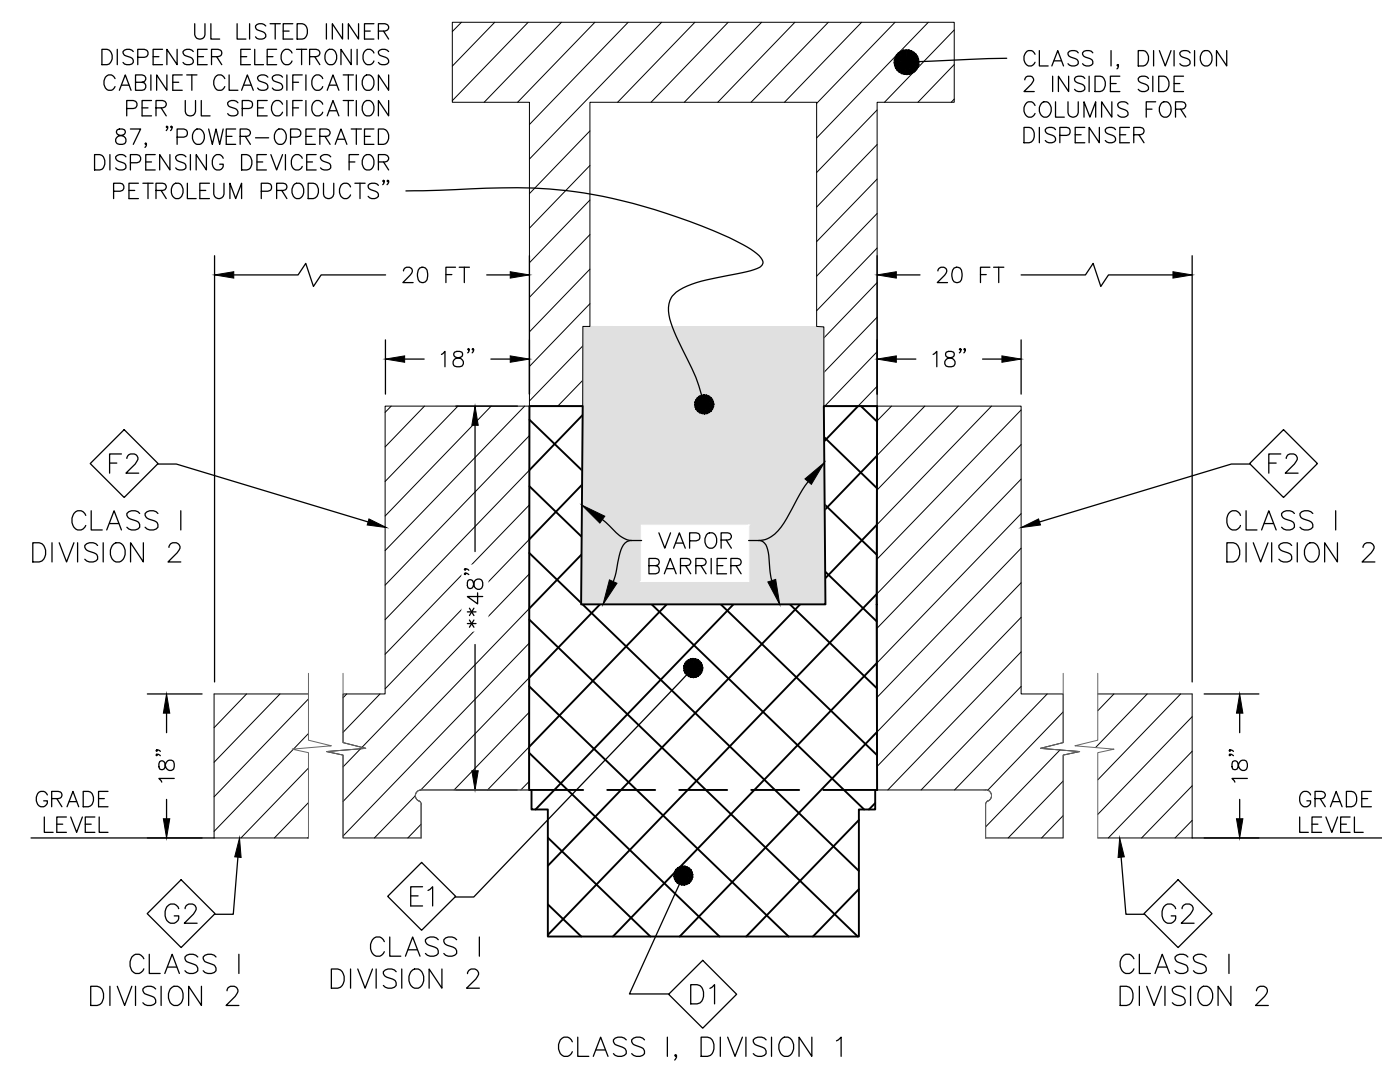 UL LISTED INNER
DISPENSER ELECTRONICS
CABINET CLASSIFICATION
PER UL SPECIFICATION
87, "POWER-OPERATED
DISPENSING DEVICES FOR
PETROLEUM PRODUCTS"
CLASS I, DIVISION
2 INSIDE SIDE
COLUMNS FOR
DISPENSER
20 FT
20 FT
18"
18"
F2
CLASS I
DIVISION 2
F2
CLASS I
DIVISION 2
**48"
VAPOR
BARRIER
18"
18"
GRADE
LEVEL
GRADE
LEVEL
G2
CLASS I
DIVISION 2
E1
CLASS I
DIVISION 2
D1
CLASS I, DIVISION 1
G2
CLASS I
DIVISION 2